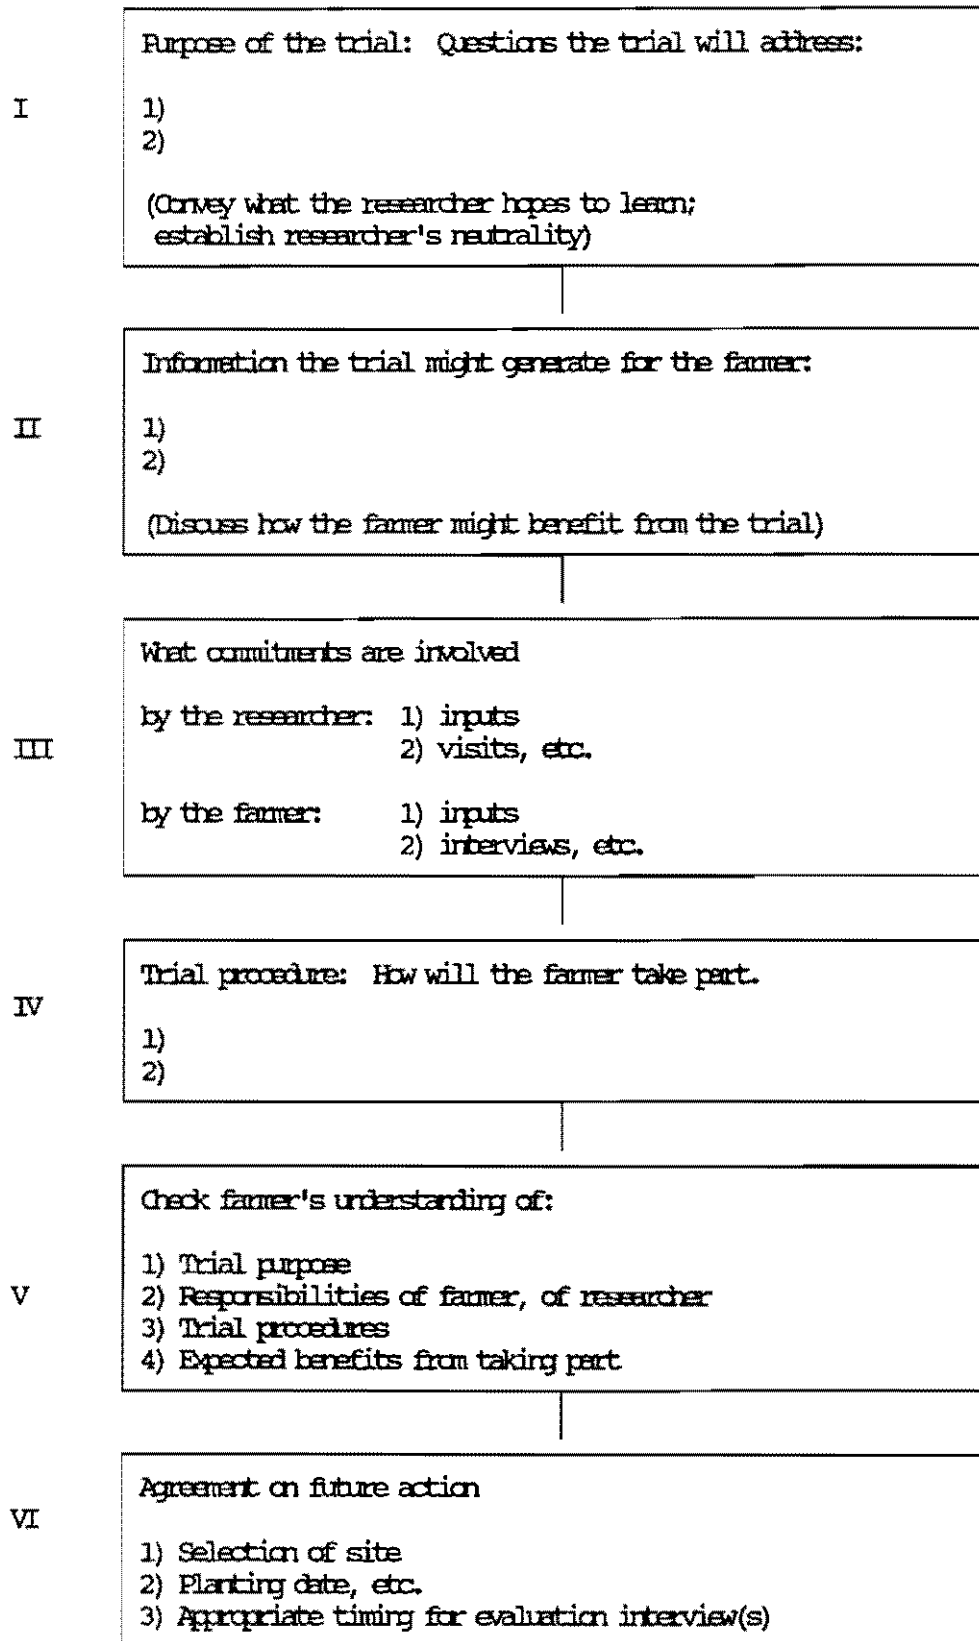 Purpose of the trial: Questions the trial will address:
I
1)
2)
(Convey what the researcher hopes to learn;
establish researcher's neutrality)
Information the trial might generate for the farmer:
II
1)
2)
(Discuss how the farmer might benefit from the trial)
What commitments are involved
by the researcher: 1) inputs
III
2) visits, etc.
by the farmer: 1) inputs
2) interviews, etc.
Trial procedure: How will the farmer take part.
IV
1)
2)
Check farmer's understanding of:
1) Trial purpose
V
2) Responsibilities of farmer, of researcher
3) Trial procedures
4) Expected benefits from taking part
Agreement on future action
VI
1) Selection of site
2) Planting date, etc.
3) Appropriate timing for evaluation interview(s)